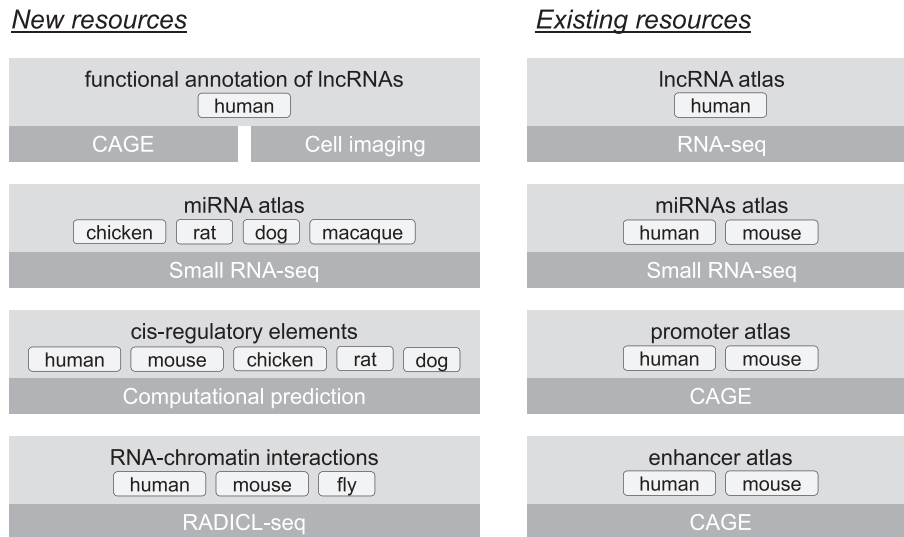 New resources
functional annotation of lncRNAs
human
CAGE Cell imaging
miRNA atlas
chicken rat dog macaque
Small RNA-seq
cis-regulatory elements
human mouse chicken rat dog
Computational prediction
RNA-chromatin interactions
human mouse fly
RADICL-seq
Existing resources
lncRNA atlas
human
RNA-seq
miRNAs atlas
human mouse
Small RNA-seq
promoter atlas
human mouse
CAGE
enhancer atlas
human mouse
CAGE